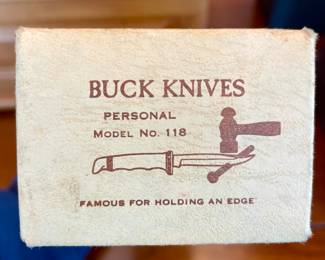 BUCK KNIVES
PERSONAL
MODEL NO. 118
FAMOUS FOR HOLDING AN EDGE